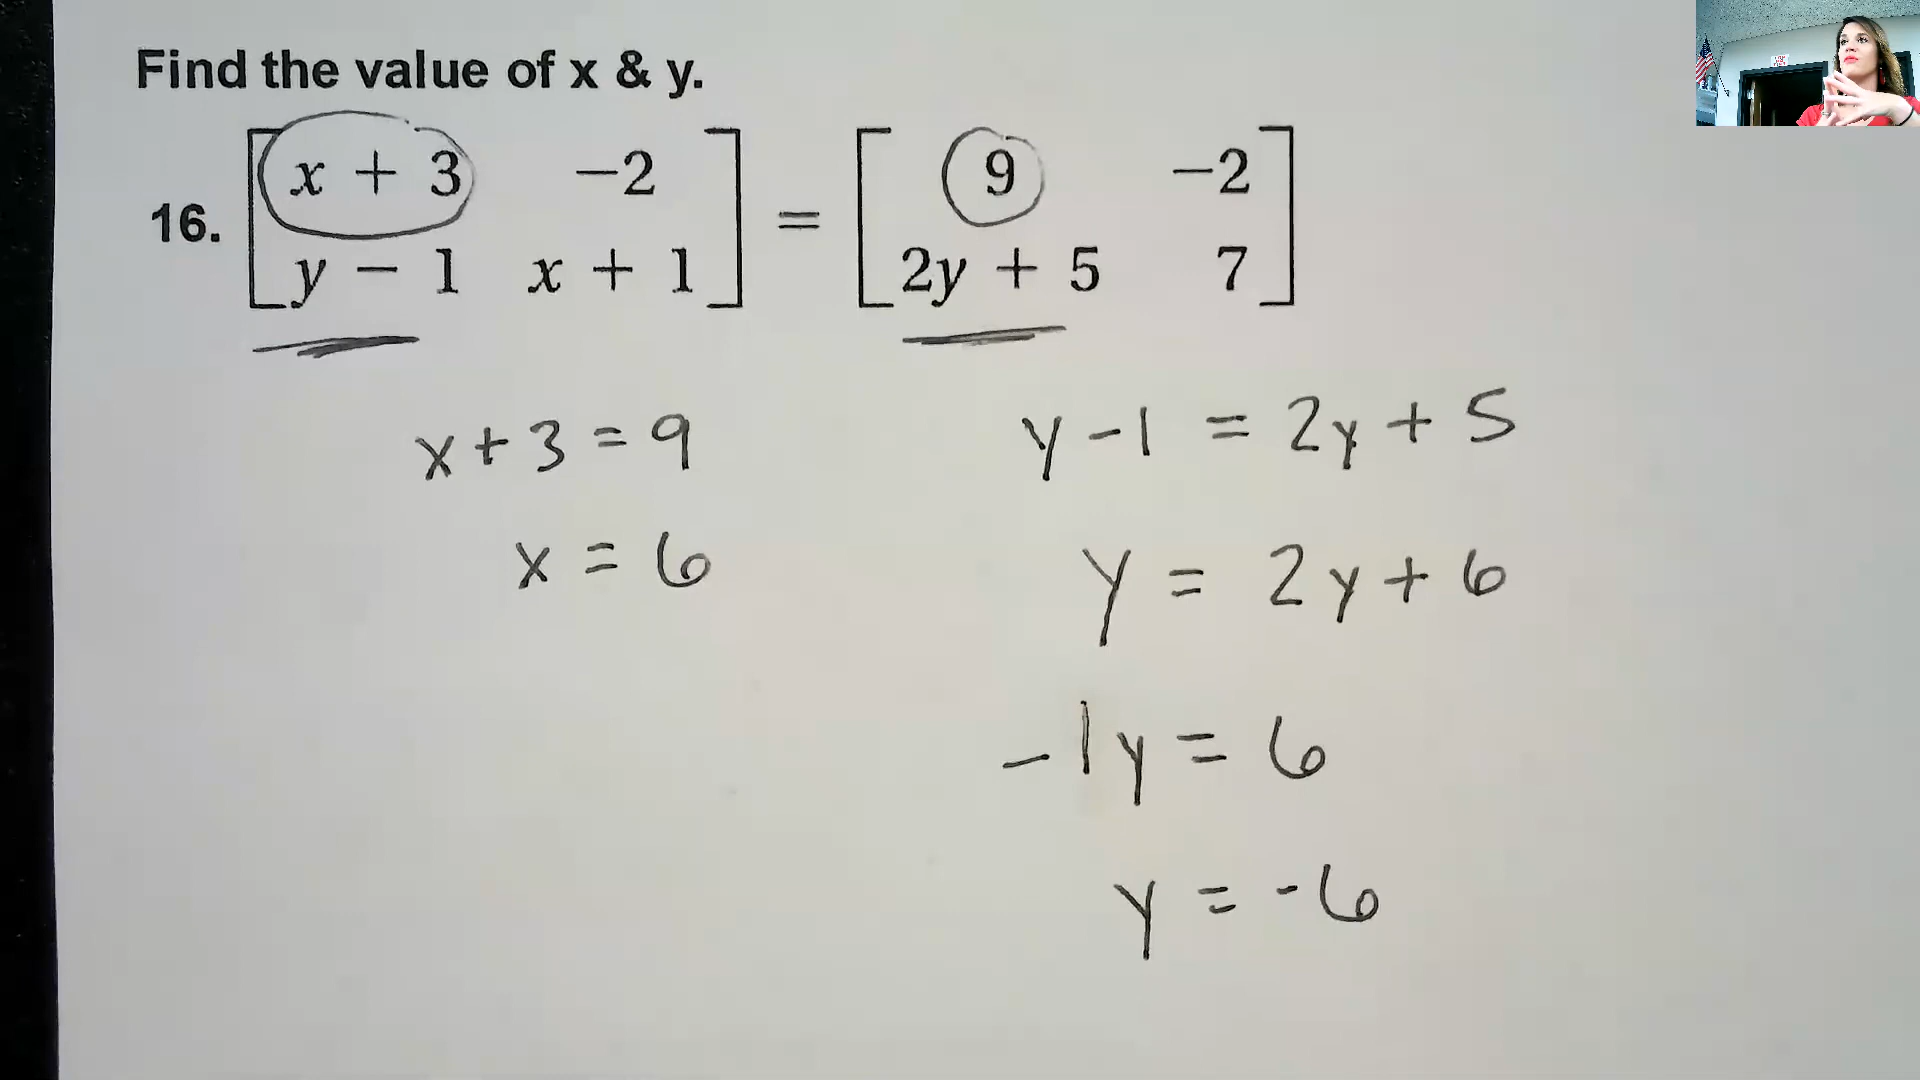 Find the value of x & y.
16. [x + 3 −2] = [9 −2]
[y − 1 x + 1] [2y + 5 7]
x + 3 = 9
x = 6
y - 1 = 2y + 5
y = 2y + 6
-1y = 6
y = -6